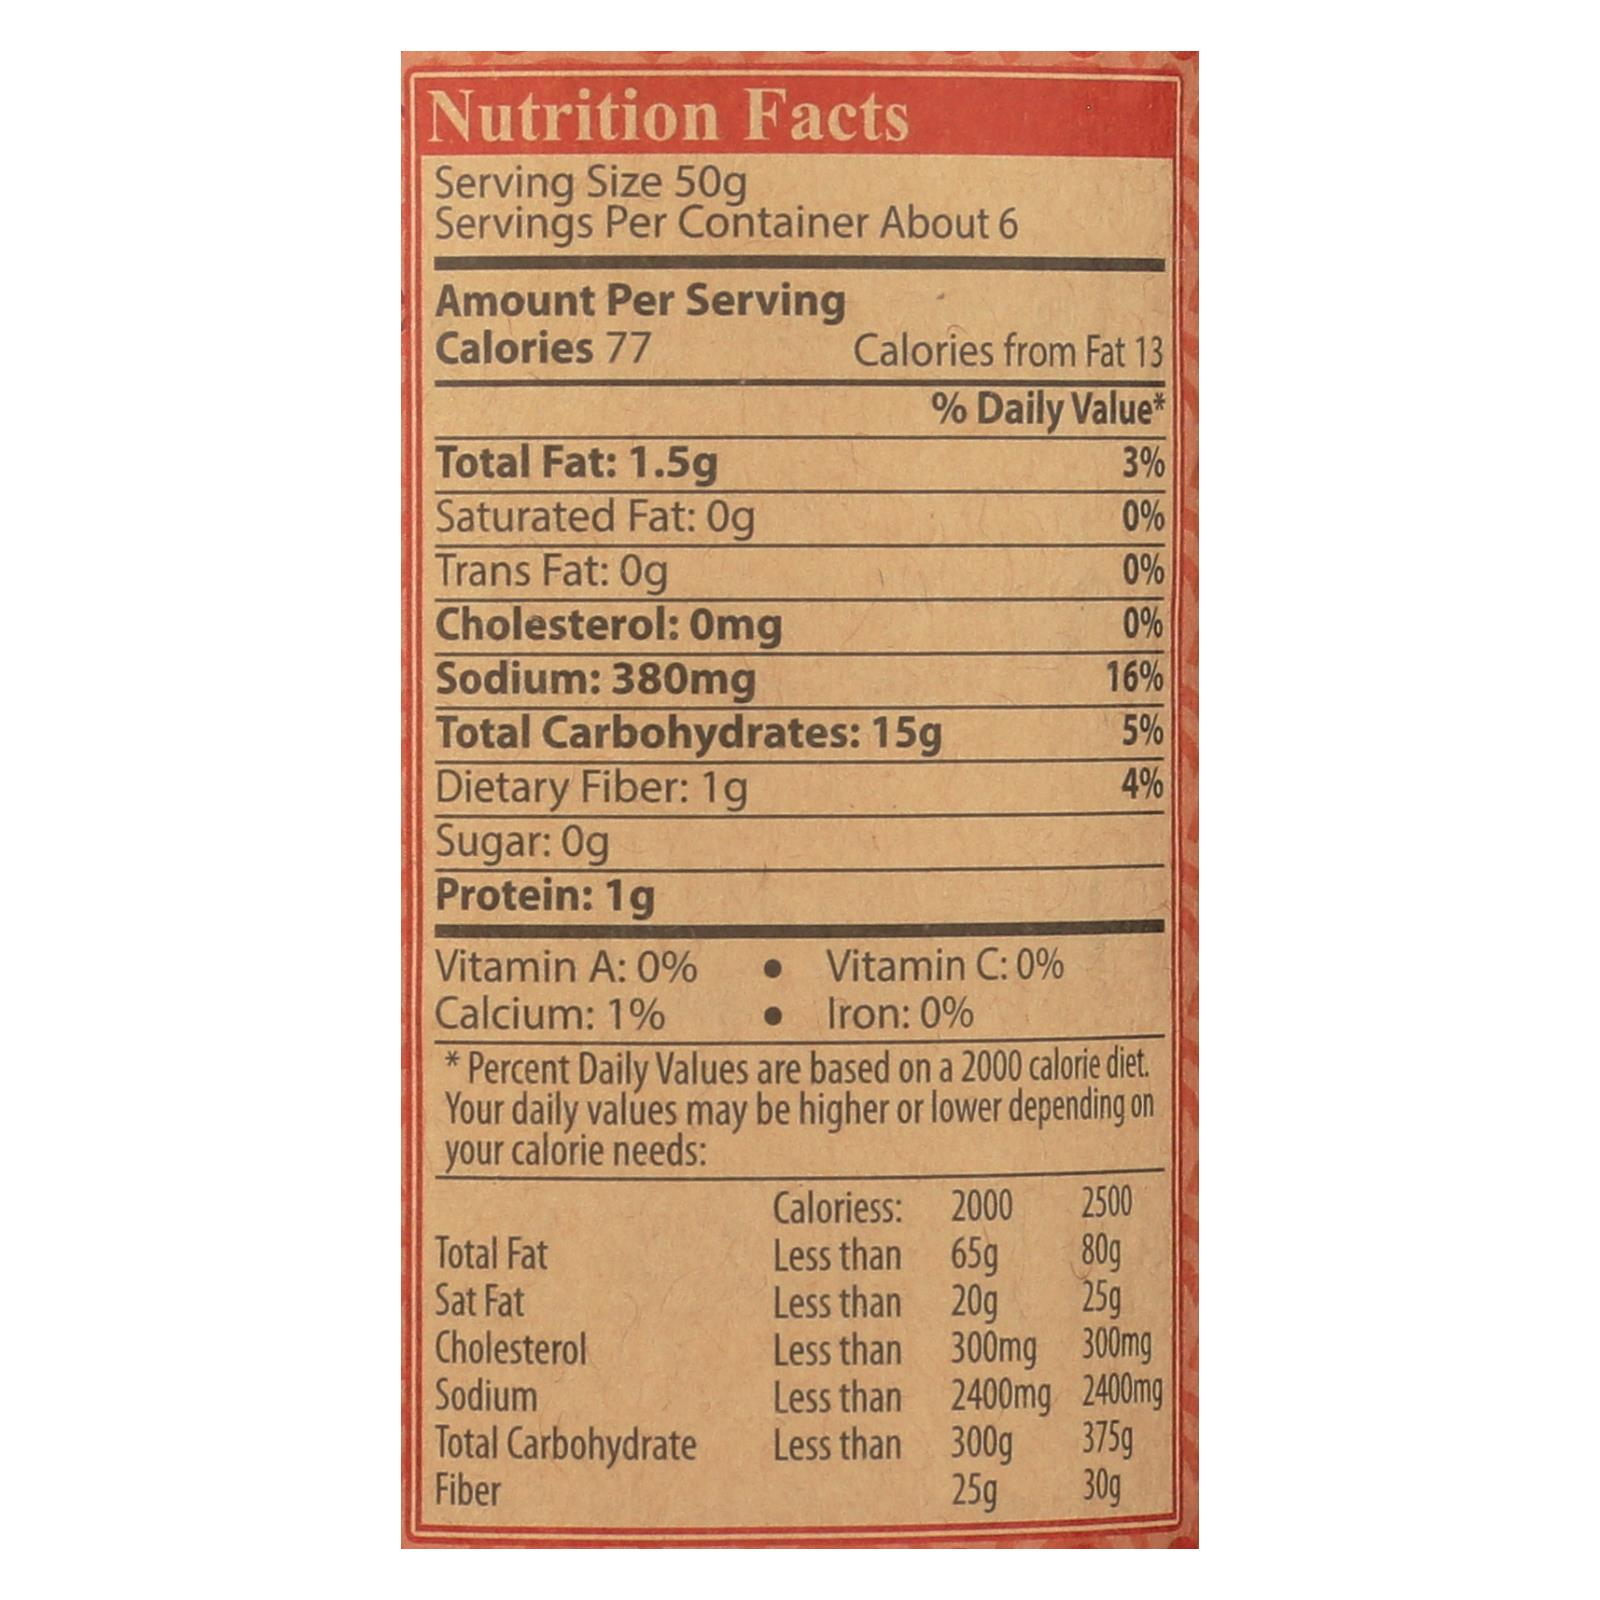 Nutrition Facts
Serving Size 50g
Servings Per Container About 6
Amount Per Serving
Calories 77 Calories from Fat 13
% Daily Value*
Total Fat: 1.5g 3%
Saturated Fat: 0g 0%
Trans Fat: 0g 0%
Cholesterol: 0mg 0%
Sodium: 380mg 16%
Total Carbohydrates: 15g 5%
Dietary Fiber: 1g 4%
Sugar: 0g
Protein: 1g
Vitamin A: 0% • Vitamin C: 0%
Calcium: 1% • Iron: 0%
* Percent Daily Values are based on a 2000 calorie diet.
Your daily values may be higher or lower depending on
your calorie needs:
Caloriess: 2000 2500
Total Fat Less than 65g 80g
Sat Fat Less than 20g 25g
Cholesterol Less than 300mg 300mg
Sodium Less than 2400mg 2400mg
Total Carbohydrate Less than 300g 375g
Fiber 25g 30g